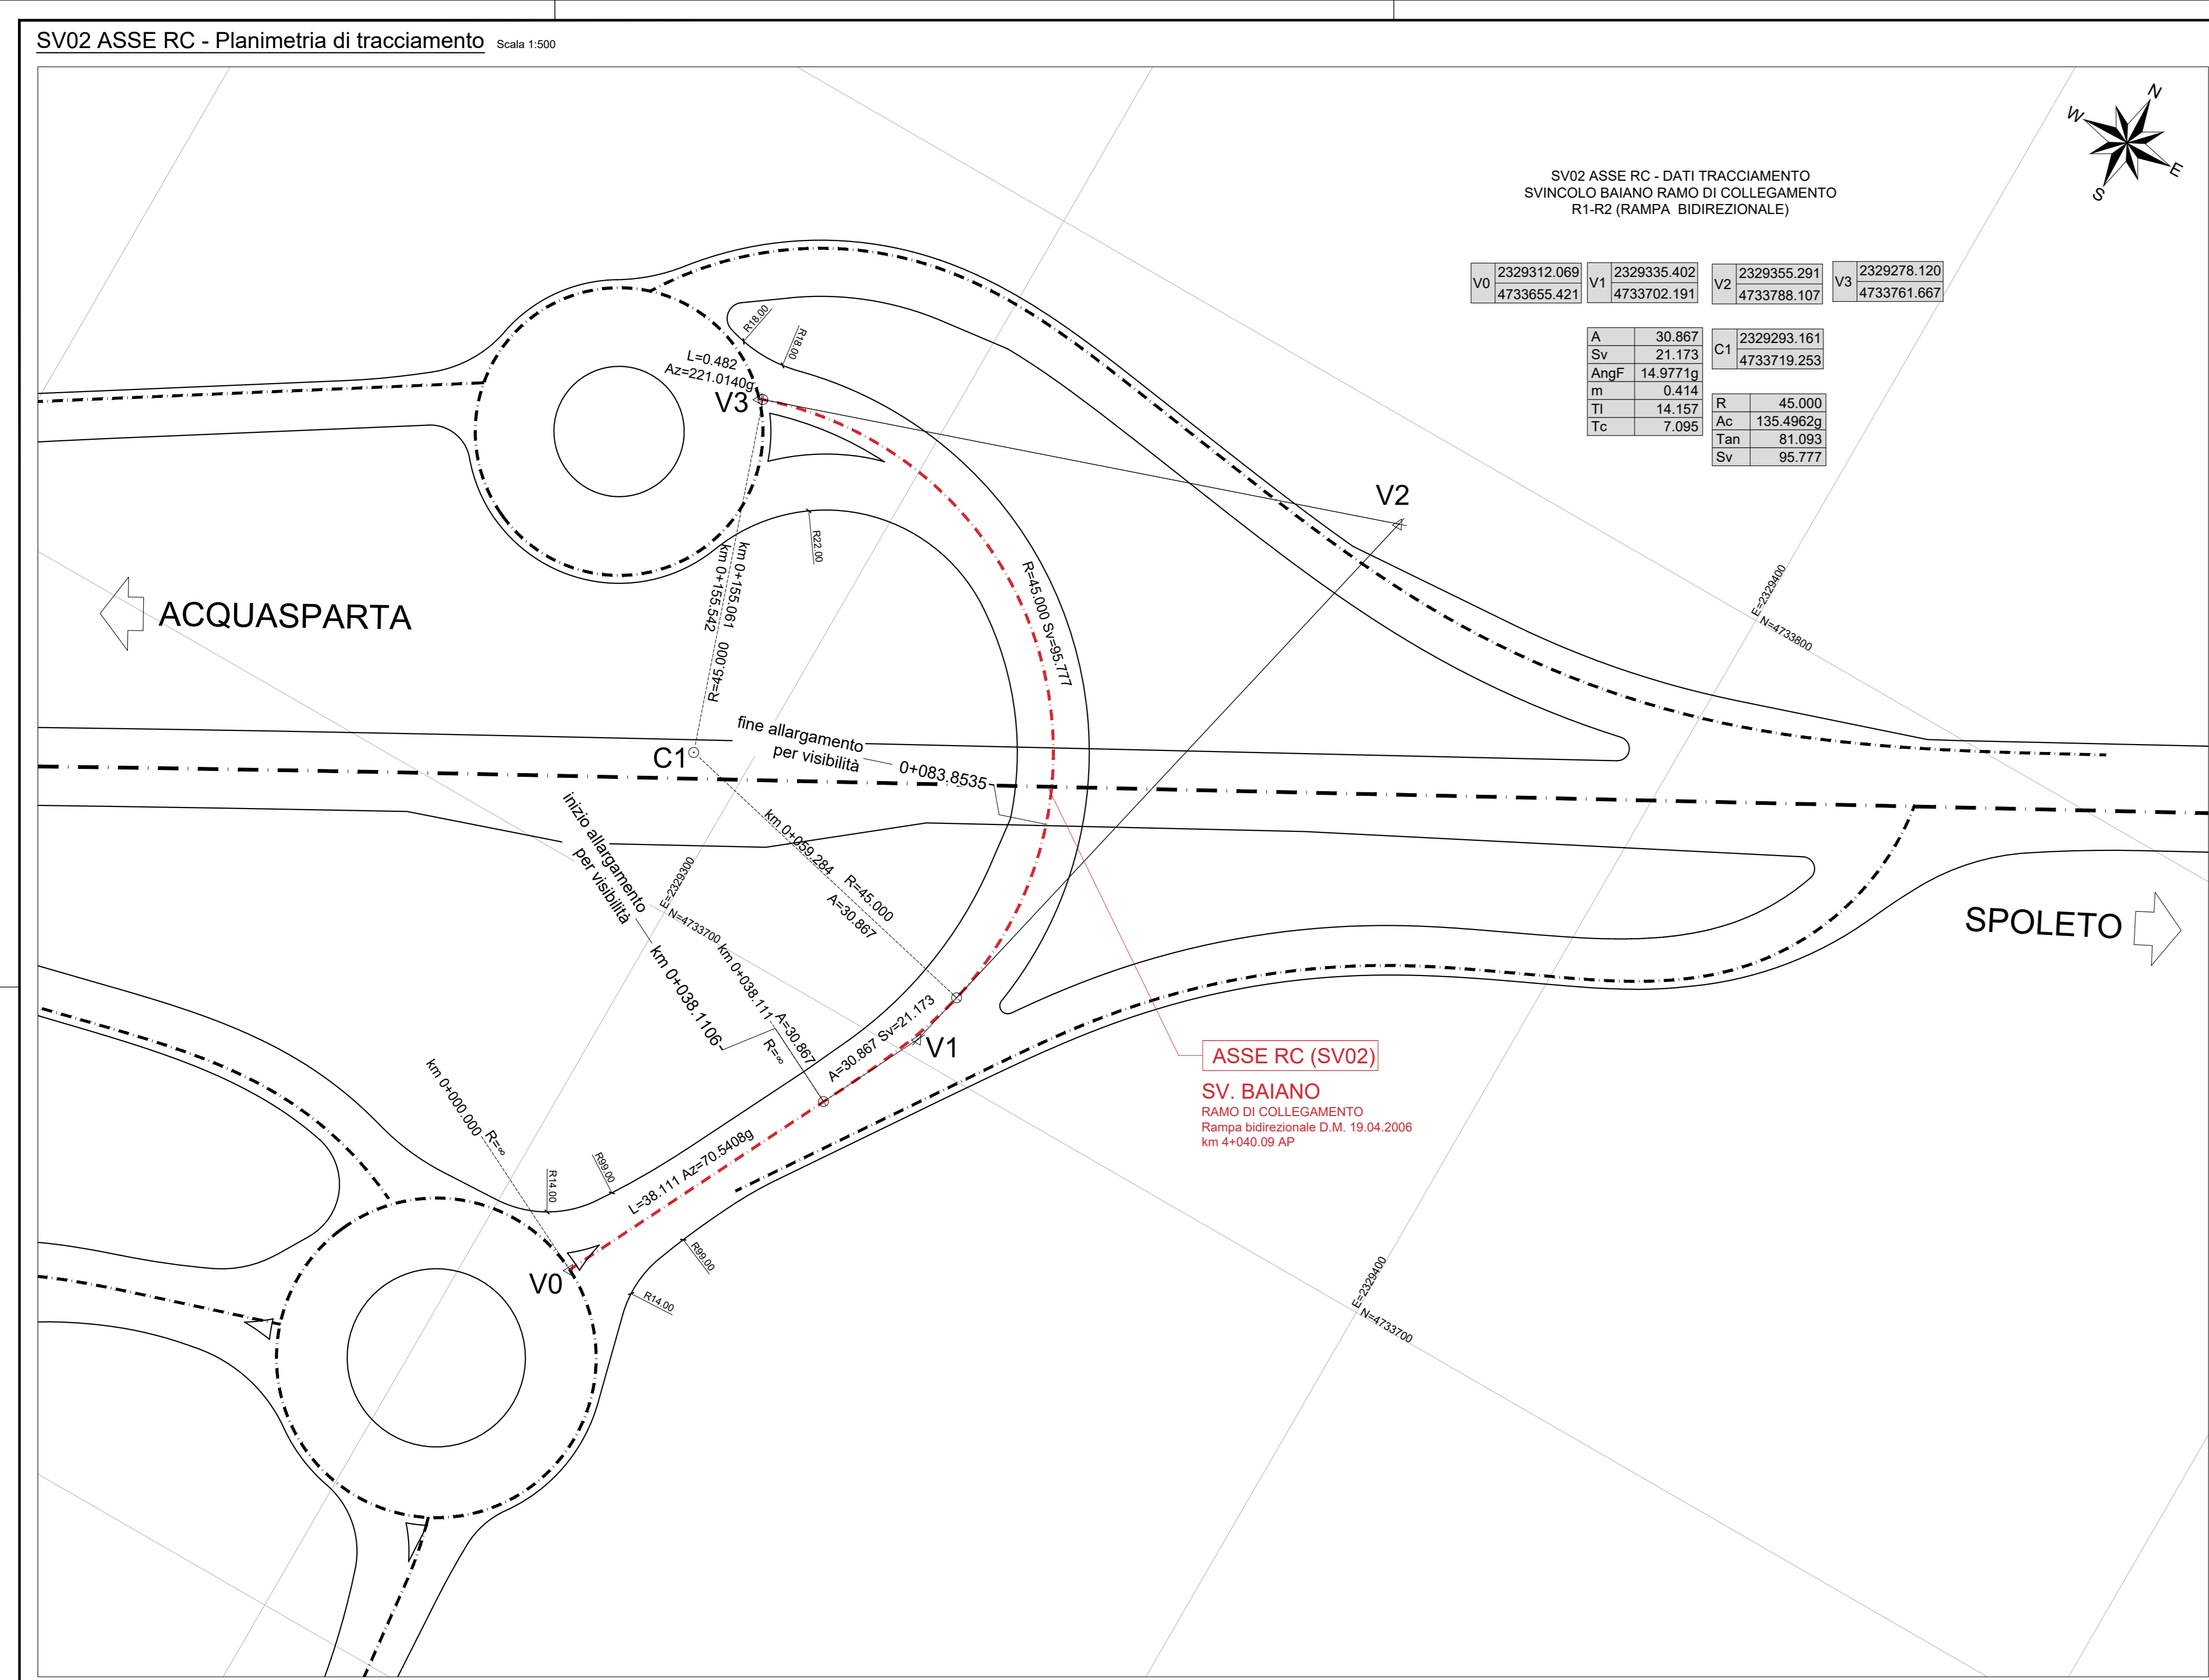 SV02 ASSE RC - Planimetria di tracciamento Scala 1:500
N
W
E
S
SV02 ASSE RC - DATI TRACCIAMENTO
SVINCOLO BAIANO RAMO DI COLLEGAMENTO
R1-R2 (RAMPA BIDIREZIONALE)
V0 2329312.069
4733655.421
V1 2329335.402
4733702.191
V2 2329355.291
4733788.107
V3 2329278.120
4733761.667
A 30.867
Sv 21.173
AngF 14.9771g
m 0.414
Tl 14.157
Tc 7.095
C1 2329293.161
4733719.253
R 45.000
Ac 135.4962g
Tan 81.093
Sv 95.777
R18.00
R18.00
L=0.482
Az=221.0140g
V3
V2
R22.00
km 0+155.061
km 0+155.542
R=45.000
R=45.000 Sv=95.777
E=2329400
N=4733800
ACQUASPARTA
fine allargamento
per visibilità
0+083.8535
C1
inizio allargamento
per visibilità
km 0+038.1106
km 0+059.284
R=45.000
A=30.867
E=2329300
N=4733700
km 0+038.111
A=30.867
R=∞
A=30.867 Sv=21.173
V1
SPOLETO
ASSE RC (SV02)
SV. BAIANO
RAMO DI COLLEGAMENTO
Rampa bidirezionale D.M. 19.04.2006
km 4+040.09 AP
km 0+000.000
R=∞
R14.00
R99.00
L=38.111 Az=70.5408g
R99.00
R14.00
V0
E=2329400
N=4733700